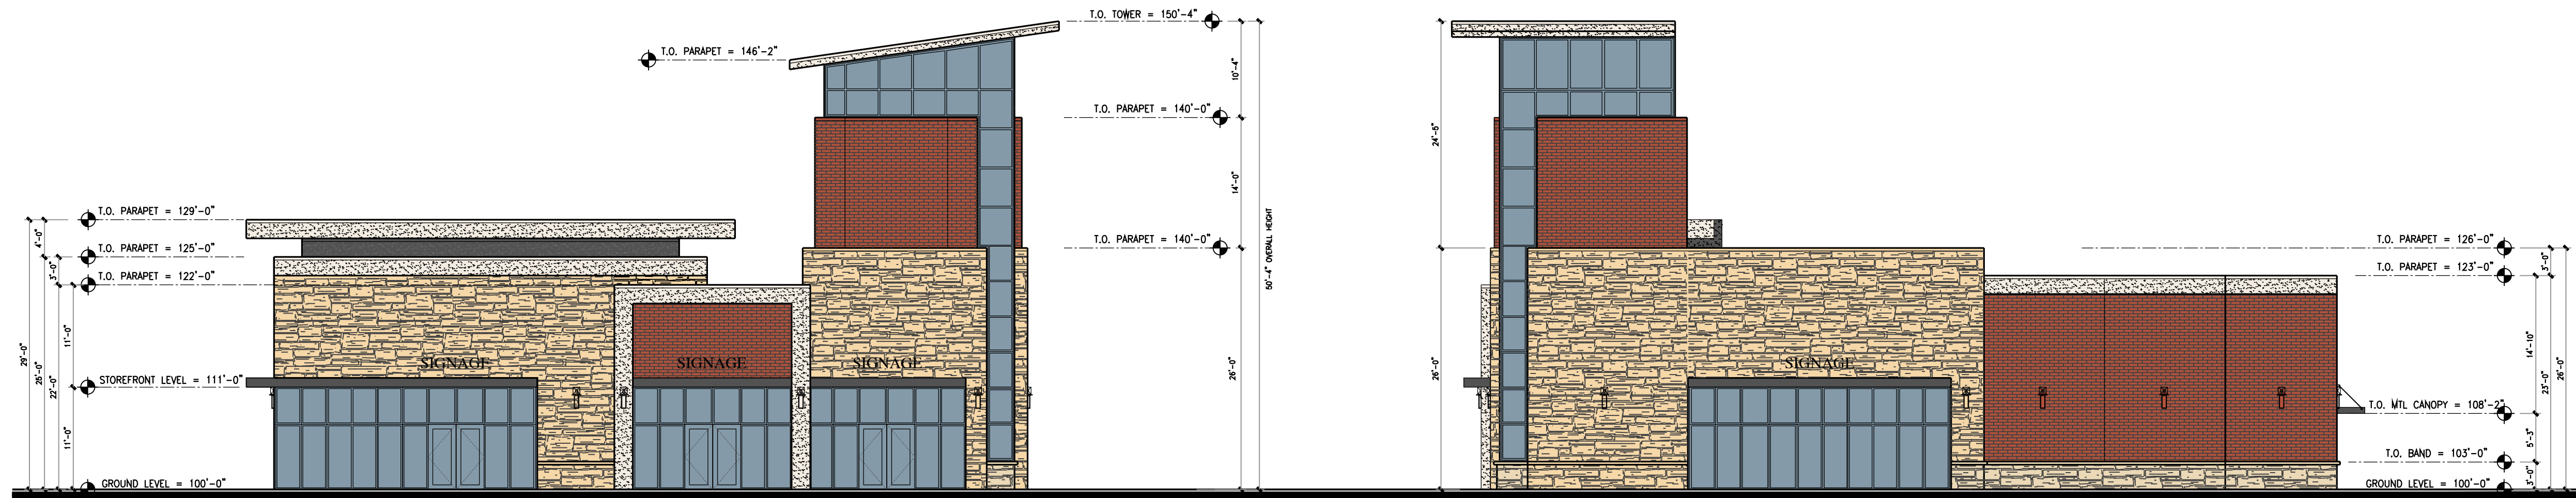 T.O. TOWER = 150'-4"
T.O. PARAPET = 146'-2"
10'-4"
T.O. PARAPET = 140'-0"
14'-0"
50'-4" OVERALL HEIGHT
T.O. PARAPET = 129'-0"
4'-0"
T.O. PARAPET = 125'-0"
3'-0"
T.O. PARAPET = 122'-0"
T.O. PARAPET = 140'-0"
29'-0"
25'-0"
22'-0"
11'-0"
STOREFRONT LEVEL = 111'-0"
11'-0"
GROUND LEVEL = 100'-0"
SIGNAGE
SIGNAGE
SIGNAGE
26'-0"
24'-5"
26'-0"
SIGNAGE
T.O. PARAPET = 126'-0"
3'-0"
T.O. PARAPET = 123'-0"
14'-10"
23'-0"
26'-0"
T.O. MTL CANOPY = 108'-2"
5'-3"
T.O. BAND = 103'-0"
3'-0"
GROUND LEVEL = 100'-0"